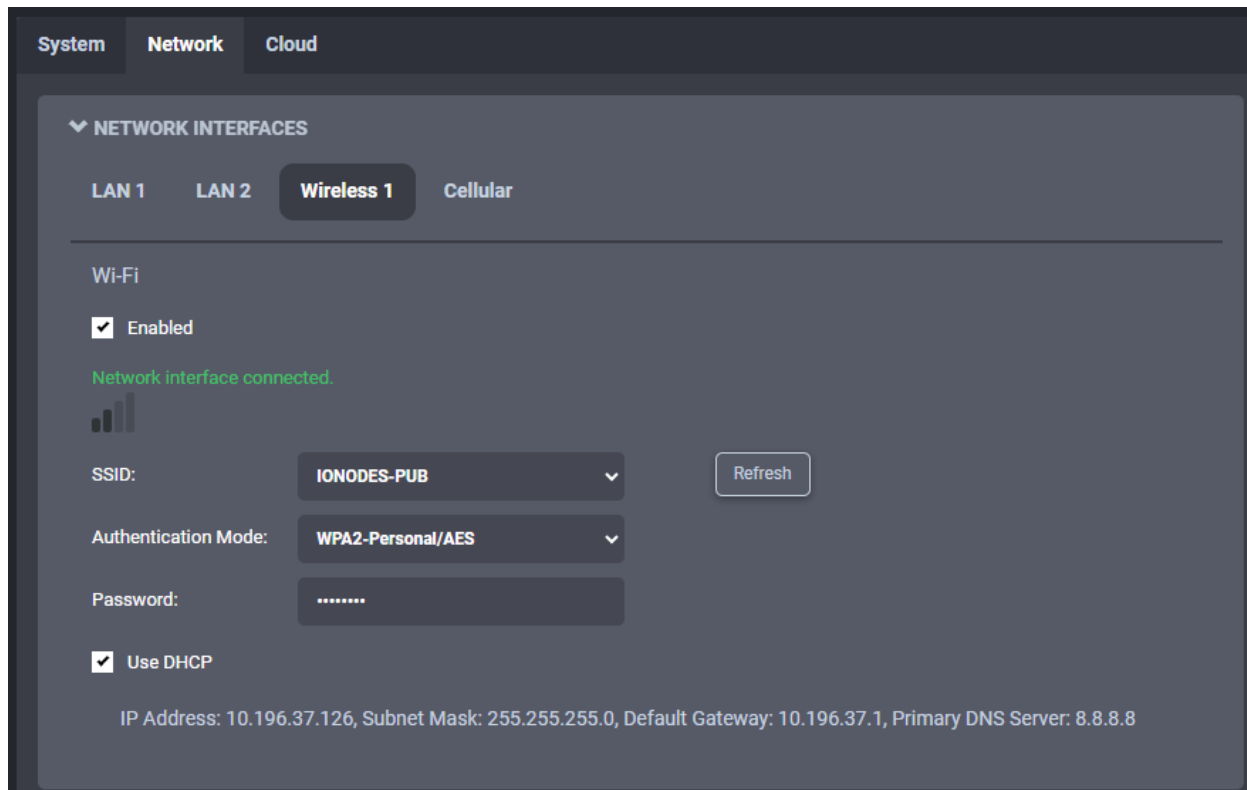 System Network Cloud
NETWORK INTERFACES
LAN 1 LAN 2 Wireless 1 Cellular
Wi-Fi
Enabled
Network interface connected.
SSID: IONODES-PUB Refresh
Authentication Mode: WPA2-Personal/AES
Password: ••••••••
Use DHCP
IP Address: 10.196.37.126, Subnet Mask: 255.255.255.0, Default Gateway: 10.196.37.1, Primary DNS Server: 8.8.8.8